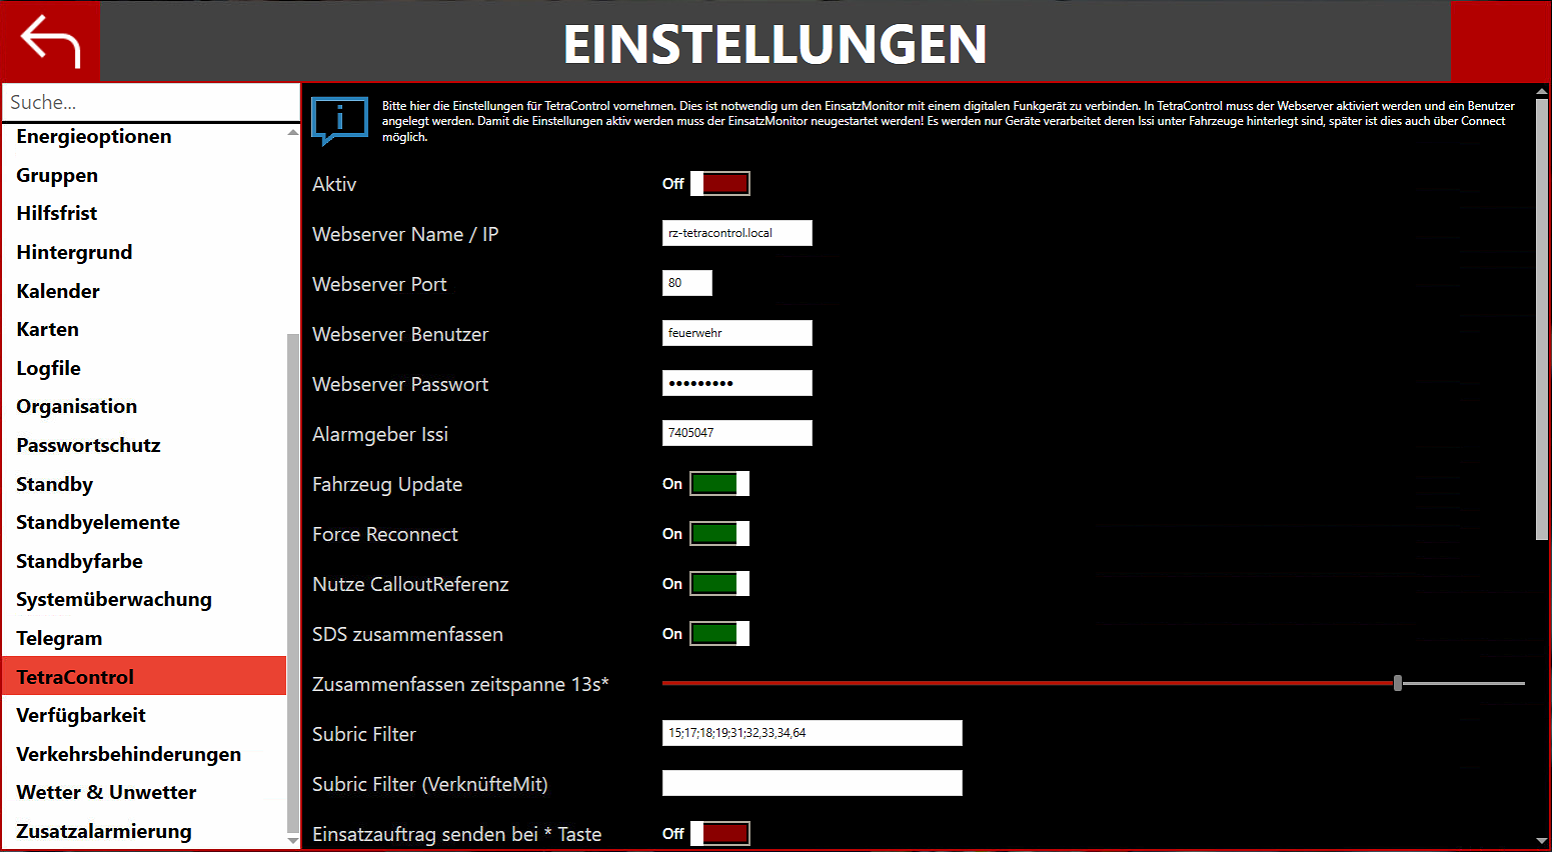 EINSTELLUNGEN
Suche...
Energieoptionen
Gruppen
Hilfsfrist
Hintergrund
Kalender
Karten
Logfile
Organisation
Passwortschutz
Standby
Standbyelemente
Standbyfarbe
Systemüberwachung
Telegram
TetraControl
Verfügbarkeit
Verkehrsbehinderungen
Wetter & Unwetter
Zusatzalarmierung
Bitte hier die Einstellungen für TetraControl vornehmen. Dies ist notwendig um den EinsatzMonitor mit einem digitalen Funkgerät zu verbinden. In TetraControl muss der Webserver aktiviert werden und ein Benutzer
angelegt werden. Damit die Einstellungen aktiv werden muss der EinsatzMonitor neugestartet werden! Es werden nur Geräte verarbeitet deren Issi unter Fahrzeuge hinterlegt sind, später ist dies auch über Connect
möglich.
Aktiv Off
Webserver Name / IP rz-tetracontrol.local
Webserver Port 80
Webserver Benutzer feuerwehr
Webserver Passwort •••••••••
Alarmgeber Issi 7405047
Fahrzeug Update On
Force Reconnect On
Nutze CalloutReferenz On
SDS zusammenfassen On
Zusammenfassen zeitspanne 13s*
Subric Filter 15;17;18;19;31;32,33,34,64
Subric Filter (VerknüfteMit)
Einsatzauftrag senden bei * Taste Off